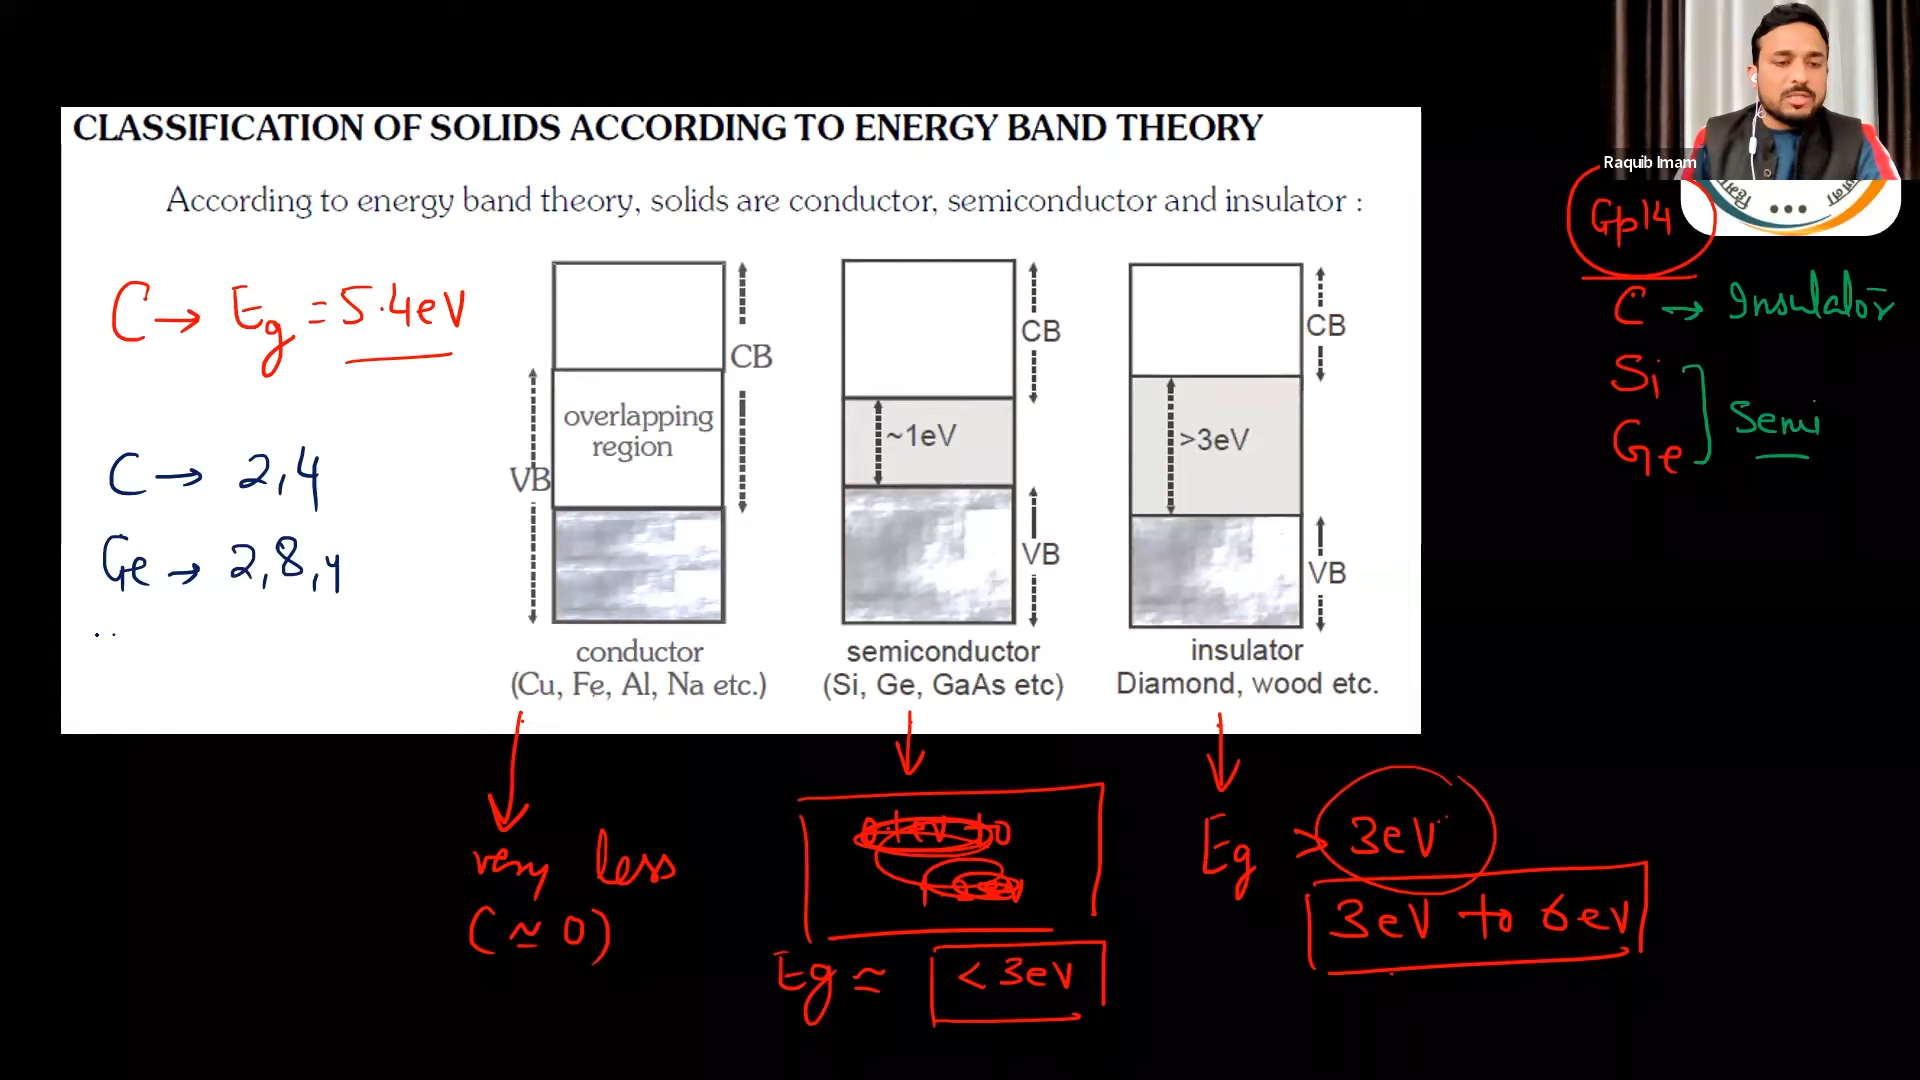 CLASSIFICATION OF SOLIDS ACCORDING TO ENERGY BAND THEORY
According to energy band theory, solids are conductor, semiconductor and insulator :
Raquib Imam
Gp14
C → Insulator
Si
Ge
Semi
C → Eg = 5.4eV
C → 2,4
Ge → 2,8,4
CB
overlapping
region
VB
conductor
(Cu, Fe, Al, Na etc.)
CB
~1eV
VB
semiconductor
(Si, Ge, GaAs etc)
CB
>3eV
VB
insulator
Diamond, wood etc.
very less
(≃ 0)
Eg ≃ < 3eV
Eg > 3eV
3eV to 6eV